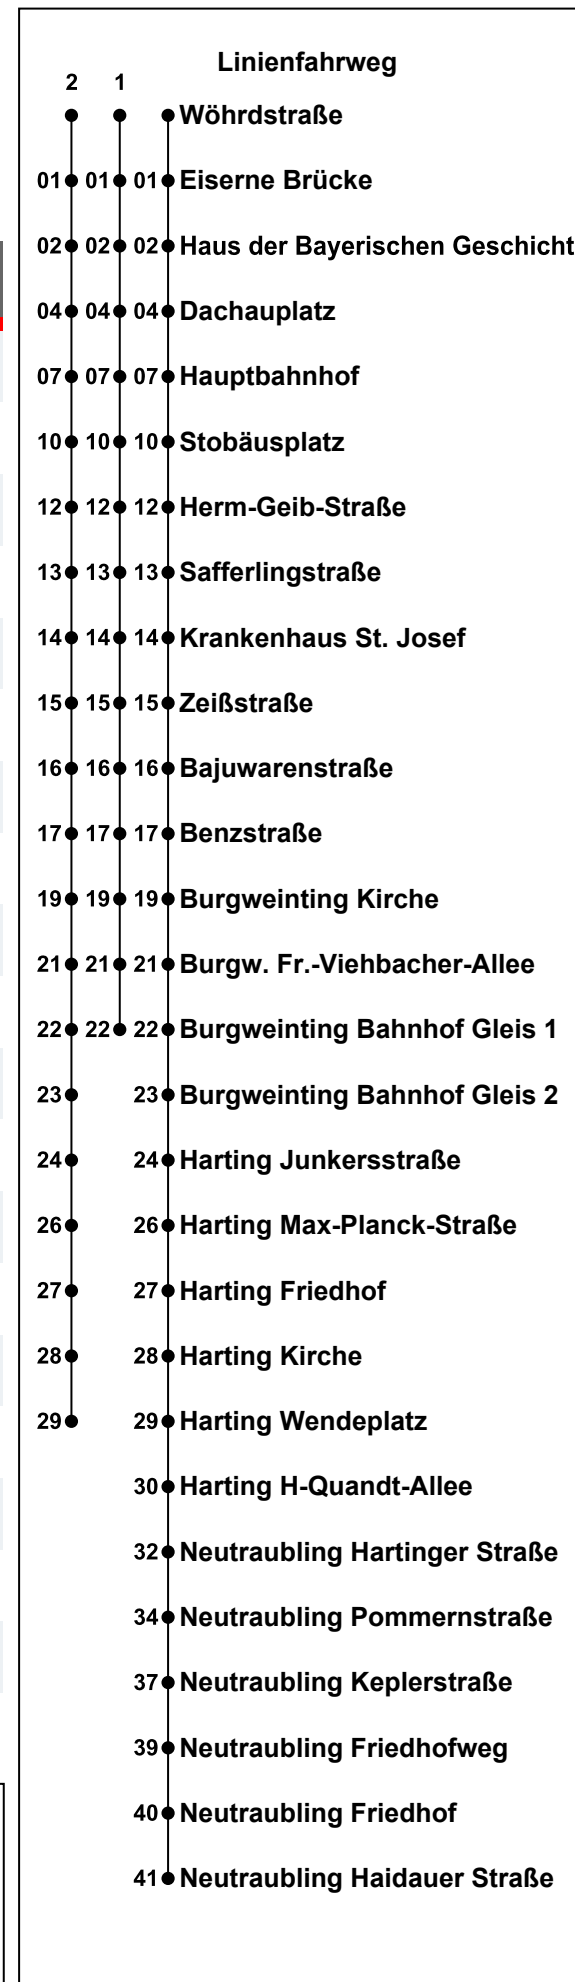 Linienfahrweg
2 1
Wöhrdstraße
01 01 01 Eiserne Brücke
02 02 02 Haus der Bayerischen Geschicht
04 04 04 Dachauplatz
07 07 07 Hauptbahnhof
10 10 10 Stobäusplatz
12 12 12 Herm-Geib-Straße
13 13 13 Safferlingstraße
14 14 14 Krankenhaus St. Josef
15 15 15 Zeißstraße
16 16 16 Bajuwarenstraße
17 17 17 Benzstraße
19 19 19 Burgweinting Kirche
21 21 21 Burgw. Fr.-Viehbacher-Allee
22 22 22 Burgweinting Bahnhof Gleis 1
23 23 Burgweinting Bahnhof Gleis 2
24 24 Harting Junkersstraße
26 26 Harting Max-Planck-Straße
27 27 Harting Friedhof
28 28 Harting Kirche
29 29 Harting Wendeplatz
30 Harting H-Quandt-Allee
32 Neutraubling Hartinger Straße
34 Neutraubling Pommernstraße
37 Neutraubling Keplerstraße
39 Neutraubling Friedhofweg
40 Neutraubling Friedhof
41 Neutraubling Haidauer Straße